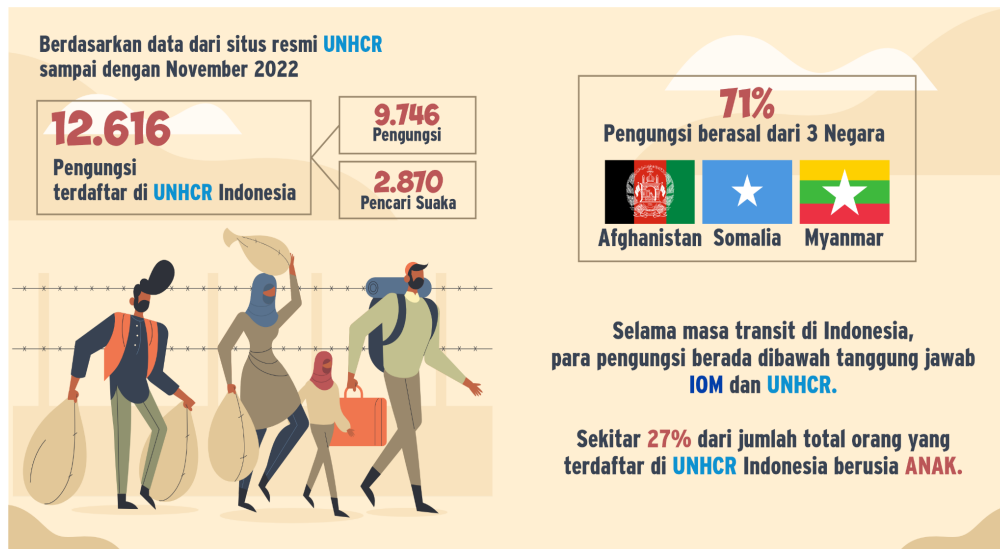 Berdasarkan data dari situs resmi UNHCR
sampai dengan November 2022
12.616
Pengungsi
terdaftar di UNHCR Indonesia
9.746
Pengungsi
2.870
Pencari Suaka
71%
Pengungsi berasal dari 3 Negara
Afghanistan Somalia Myanmar
Selama masa transit di Indonesia,
para pengungsi berada dibawah tanggung jawab
IOM dan UNHCR.
Sekitar 27% dari jumlah total orang yang
terdaftar di UNHCR Indonesia berusia ANAK.